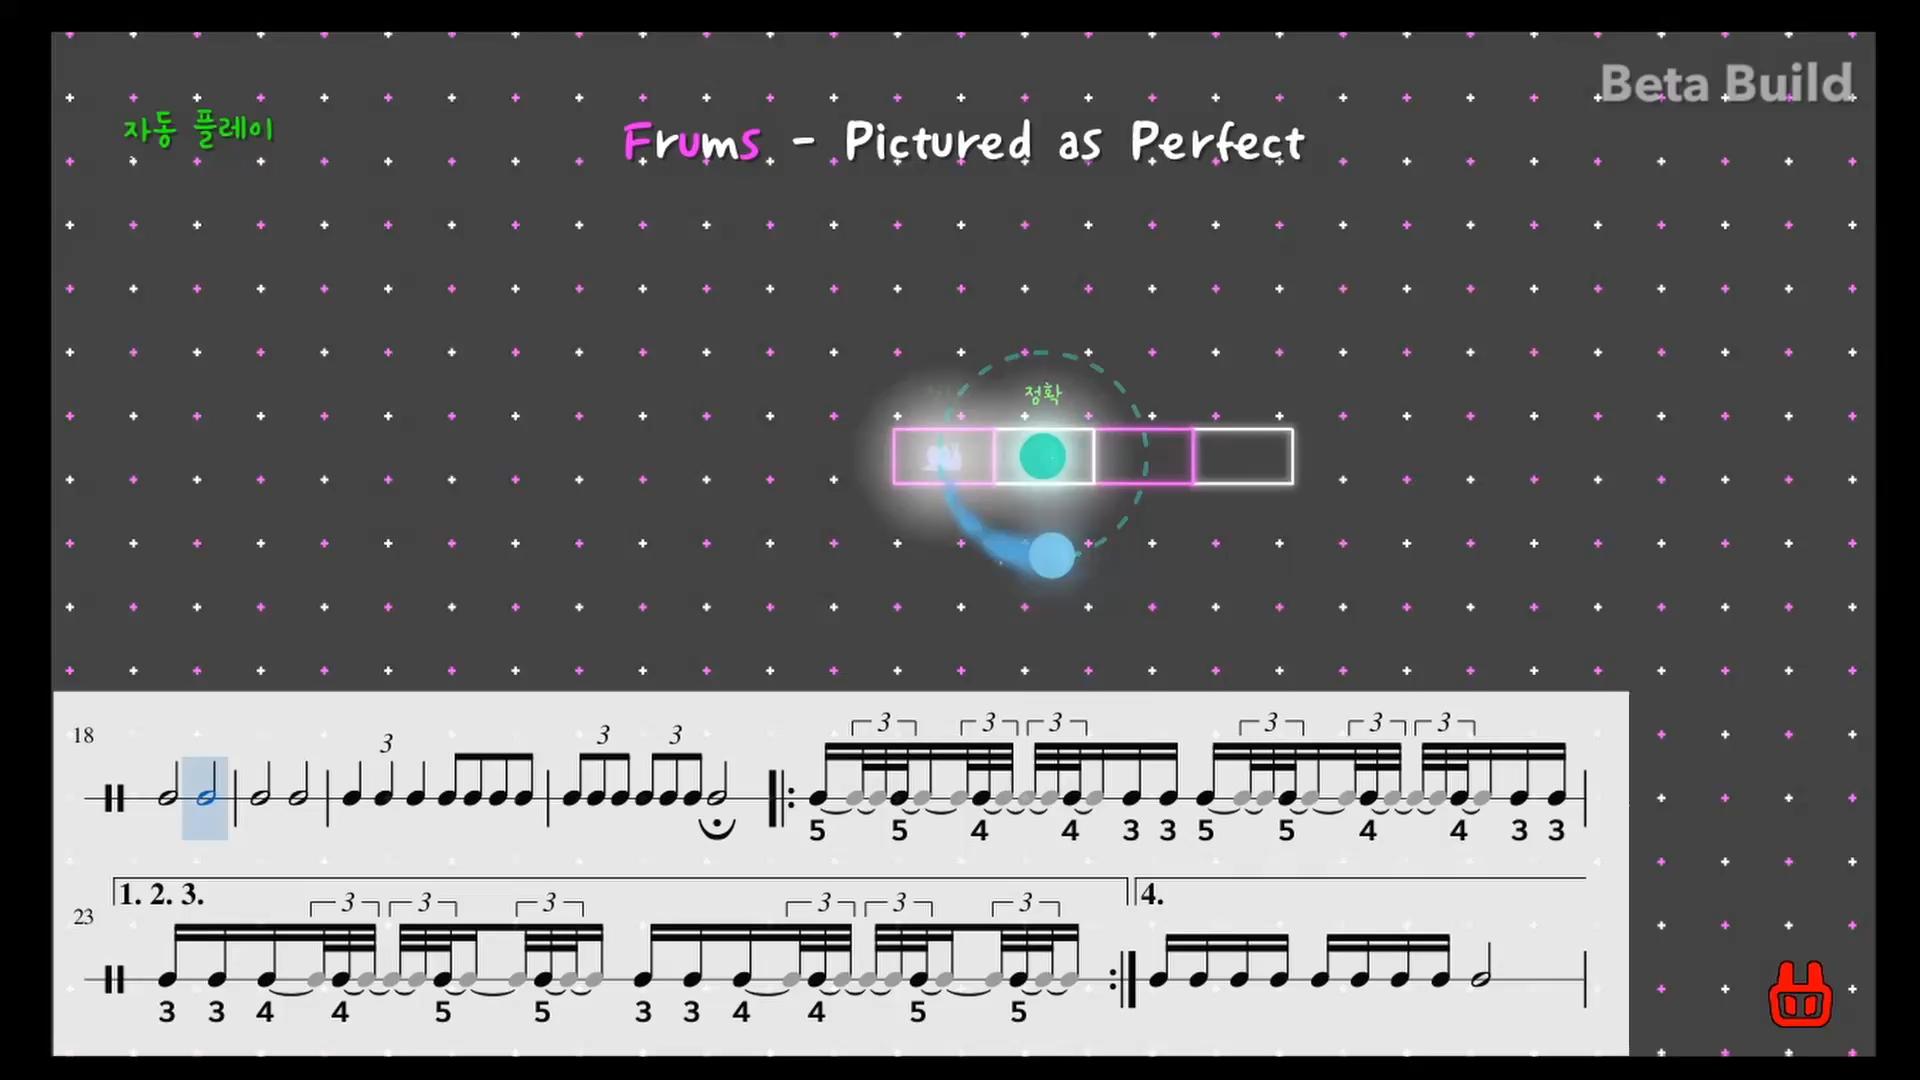 Beta Build
자동 플레이
Frums - Pictured as Perfect
정확
18
3
3 3
3 3 3 3 3 3
5 5 4 4 3 3 5 5 4 4 3 3
1. 2. 3.
4.
23
3 3 3 3 3 3
3 3 4 4 5 5 3 3 4 4 5 5